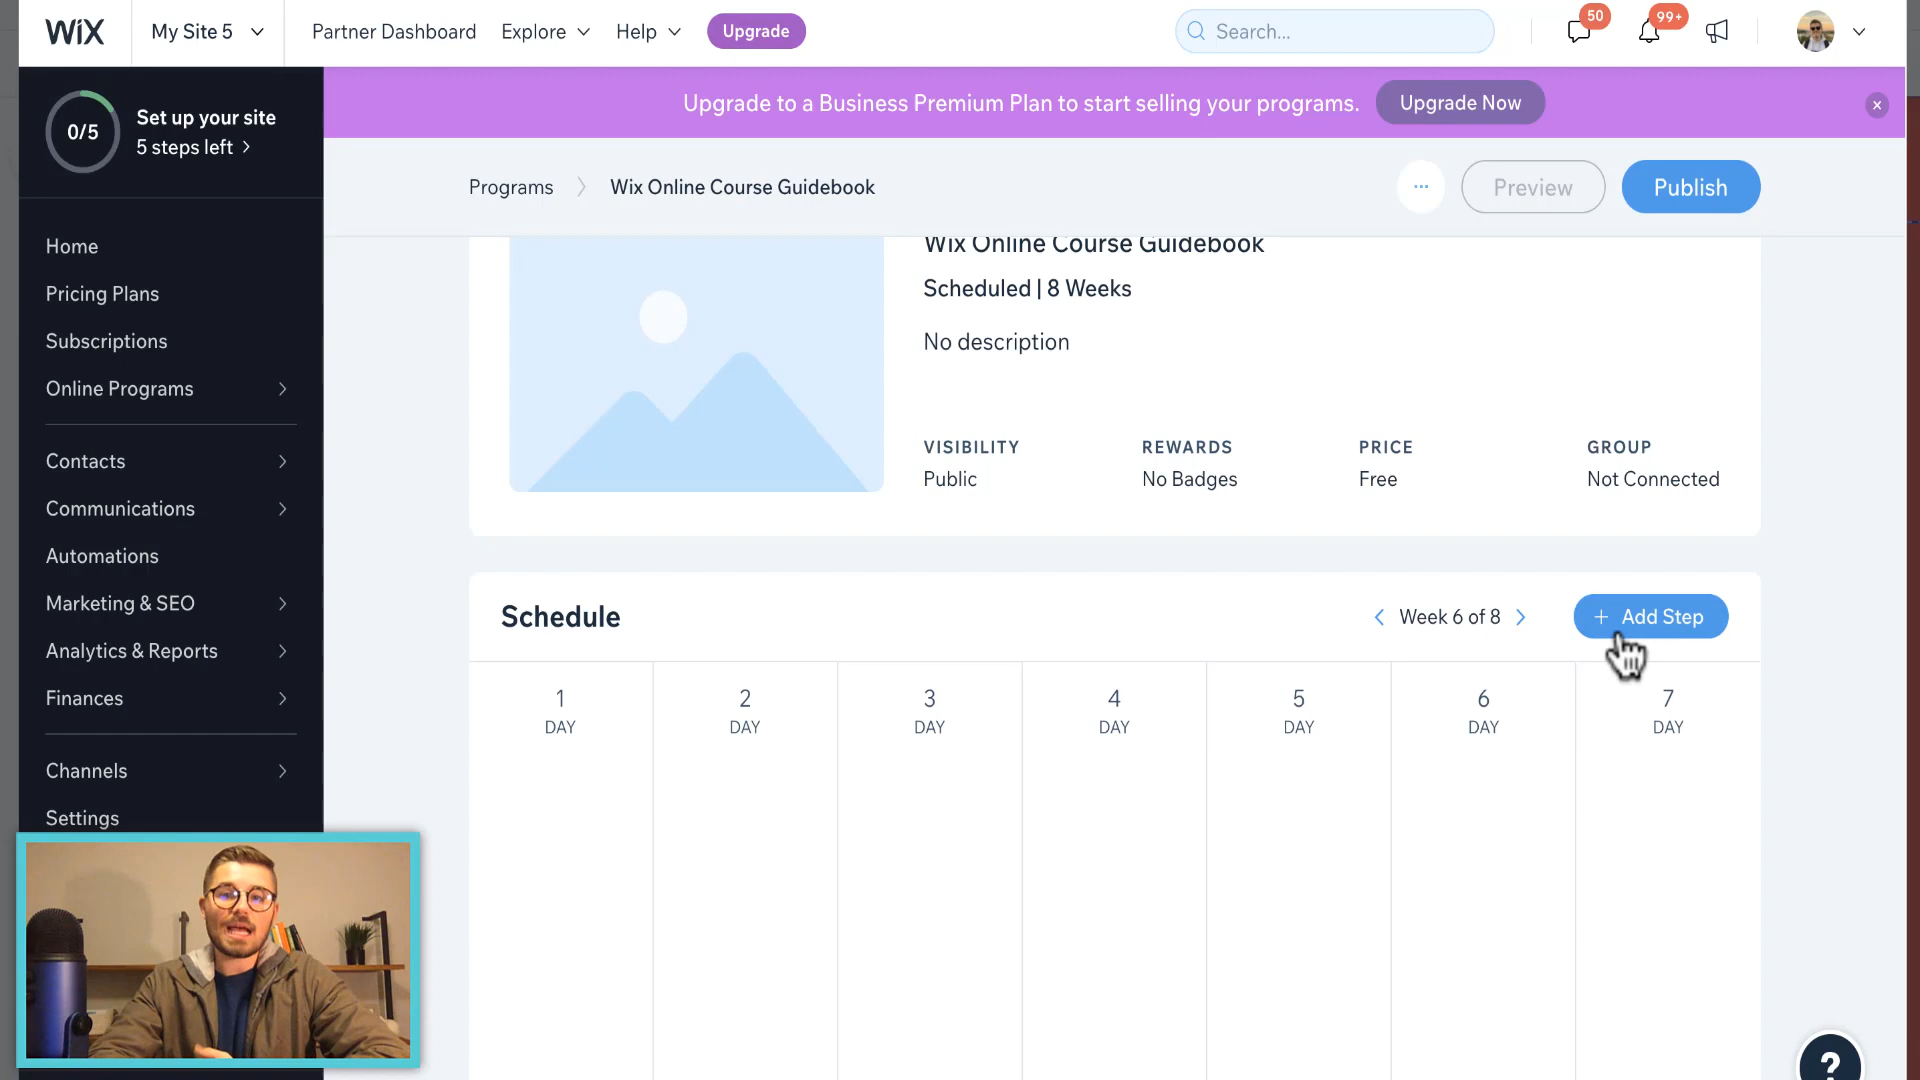 WIX
My Site 5
Partner Dashboard
Explore
Help
Upgrade
Search...
50
99+
0/5
Set up your site
5 steps left
Upgrade to a Business Premium Plan to start selling your programs.
Upgrade Now
Programs
Wix Online Course Guidebook
...
Preview
Publish
Home
Pricing Plans
Subscriptions
Online Programs
Contacts
Communications
Automations
Marketing & SEO
Analytics & Reports
Finances
Channels
Settings
Wix Online Course Guidebook
Scheduled | 8 Weeks
No description
VISIBILITY
Public
REWARDS
No Badges
PRICE
Free
GROUP
Not Connected
Schedule
Week 6 of 8
+ Add Step
1
DAY
2
DAY
3
DAY
4
DAY
5
DAY
6
DAY
7
DAY
?